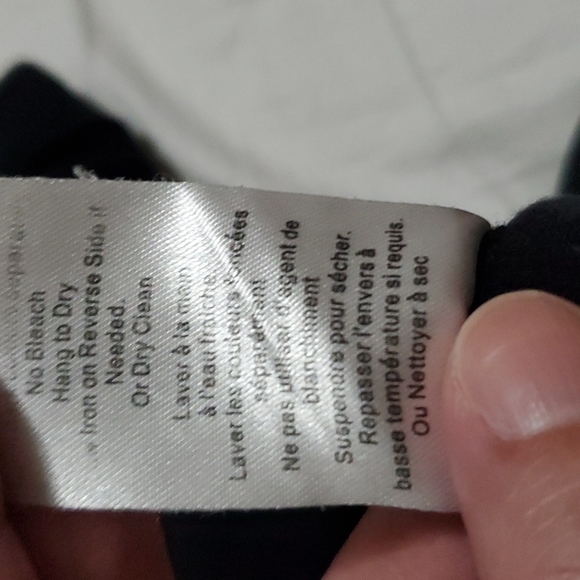 No Bleach
Hang to Dry
Iron on Reverse Side if
Needed.
Or Dry Clean
Laver à la main
à l'eau fraîche.
Laver les couleurs foncées
séparément
Ne pas utiliser d'agent de
blanchiment
Suspendre pour sécher.
Repasser l'envers à
basse température si requis.
Ou Nettoyer à sec